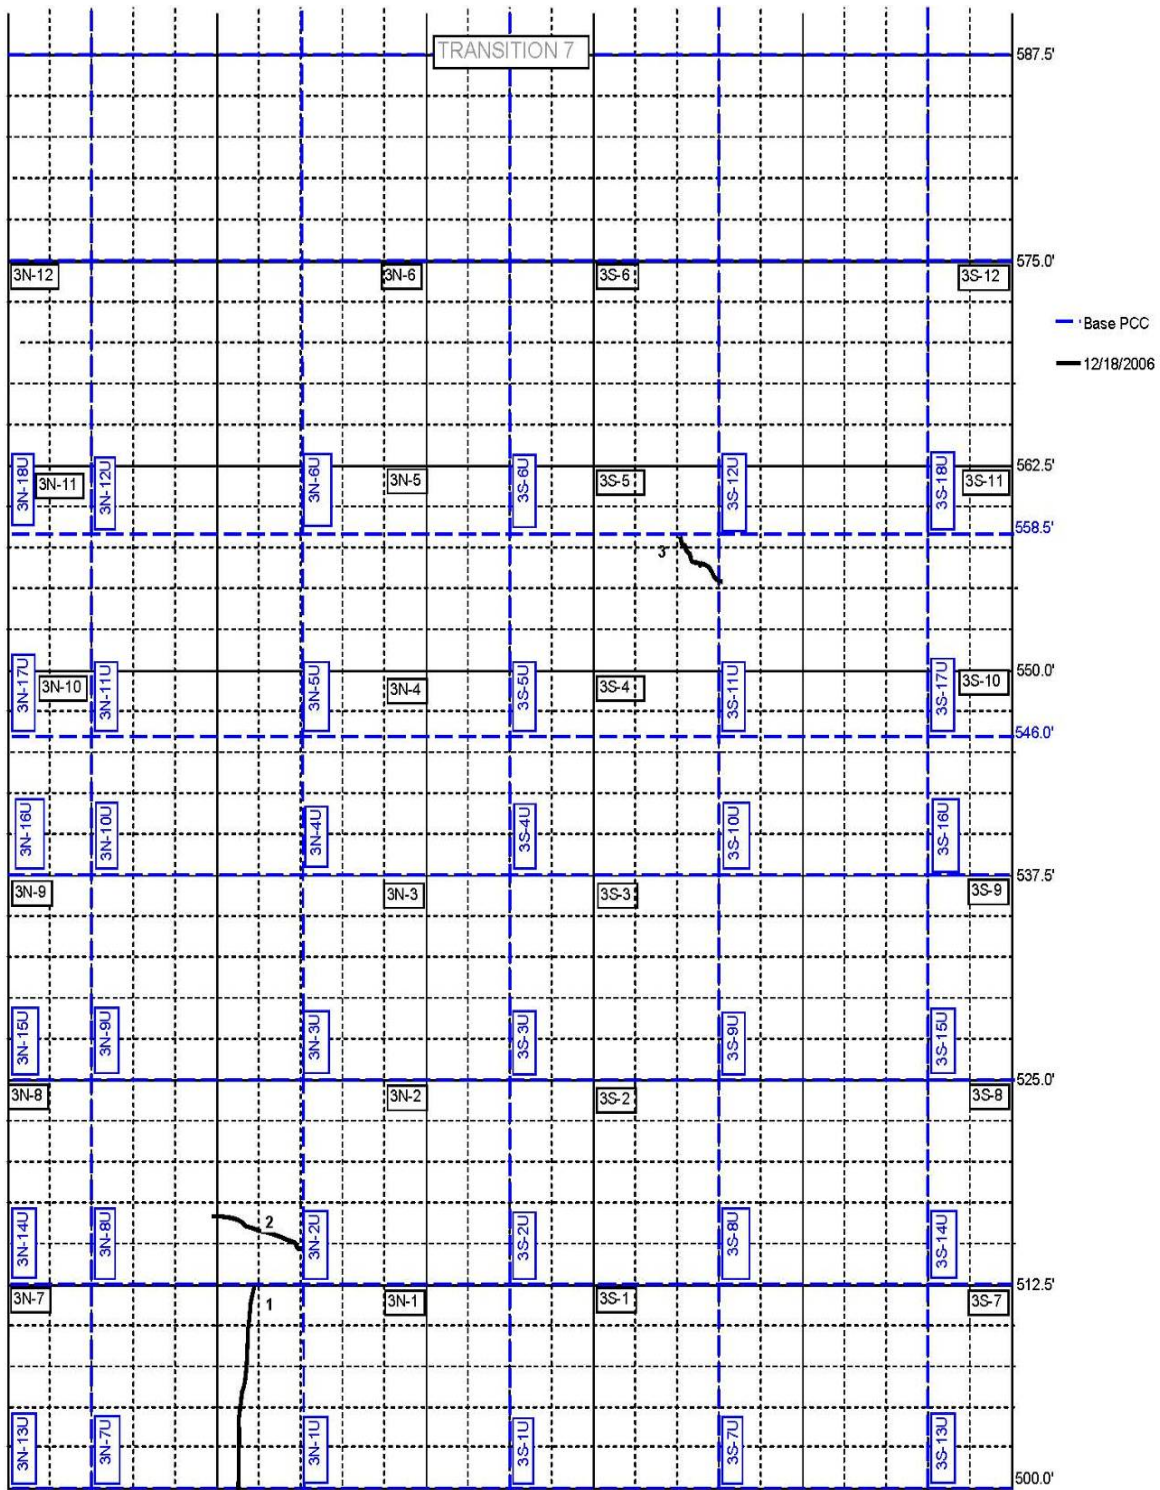 TRANSITION 7
587.5'
575.0'
3N-12
3N-6
3S-6
3S-12
Base PCC
12/18/2006
562.5'
3N-18U
3N-11
3N-12U
3N-6U
3N-5
3S-6U
3S-5
3S-12U
3S-18U
3S-11
558.5'
3
550.0'
3N-17U
3N-10
3N-11U
3N-5U
3N-4
3S-5U
3S-4
3S-11U
3S-17U
3S-10
546.0'
3N-16U
3N-10U
3N-4U
3S-4U
3S-10U
3S-16U
537.5'
3N-9
3N-3
3S-3
3S-9
3N-15U
3N-9U
3N-3U
3S-3U
3S-9U
3S-15U
525.0'
3N-8
3N-2
3S-2
3S-8
3N-14U
3N-8U
2
3N-2U
3S-2U
3S-8U
3S-14U
512.5'
3N-7
1
3N-1
3S-1
3S-7
3N-13U
3N-7U
3N-1U
3S-1U
3S-7U
3S-13U
500.0'